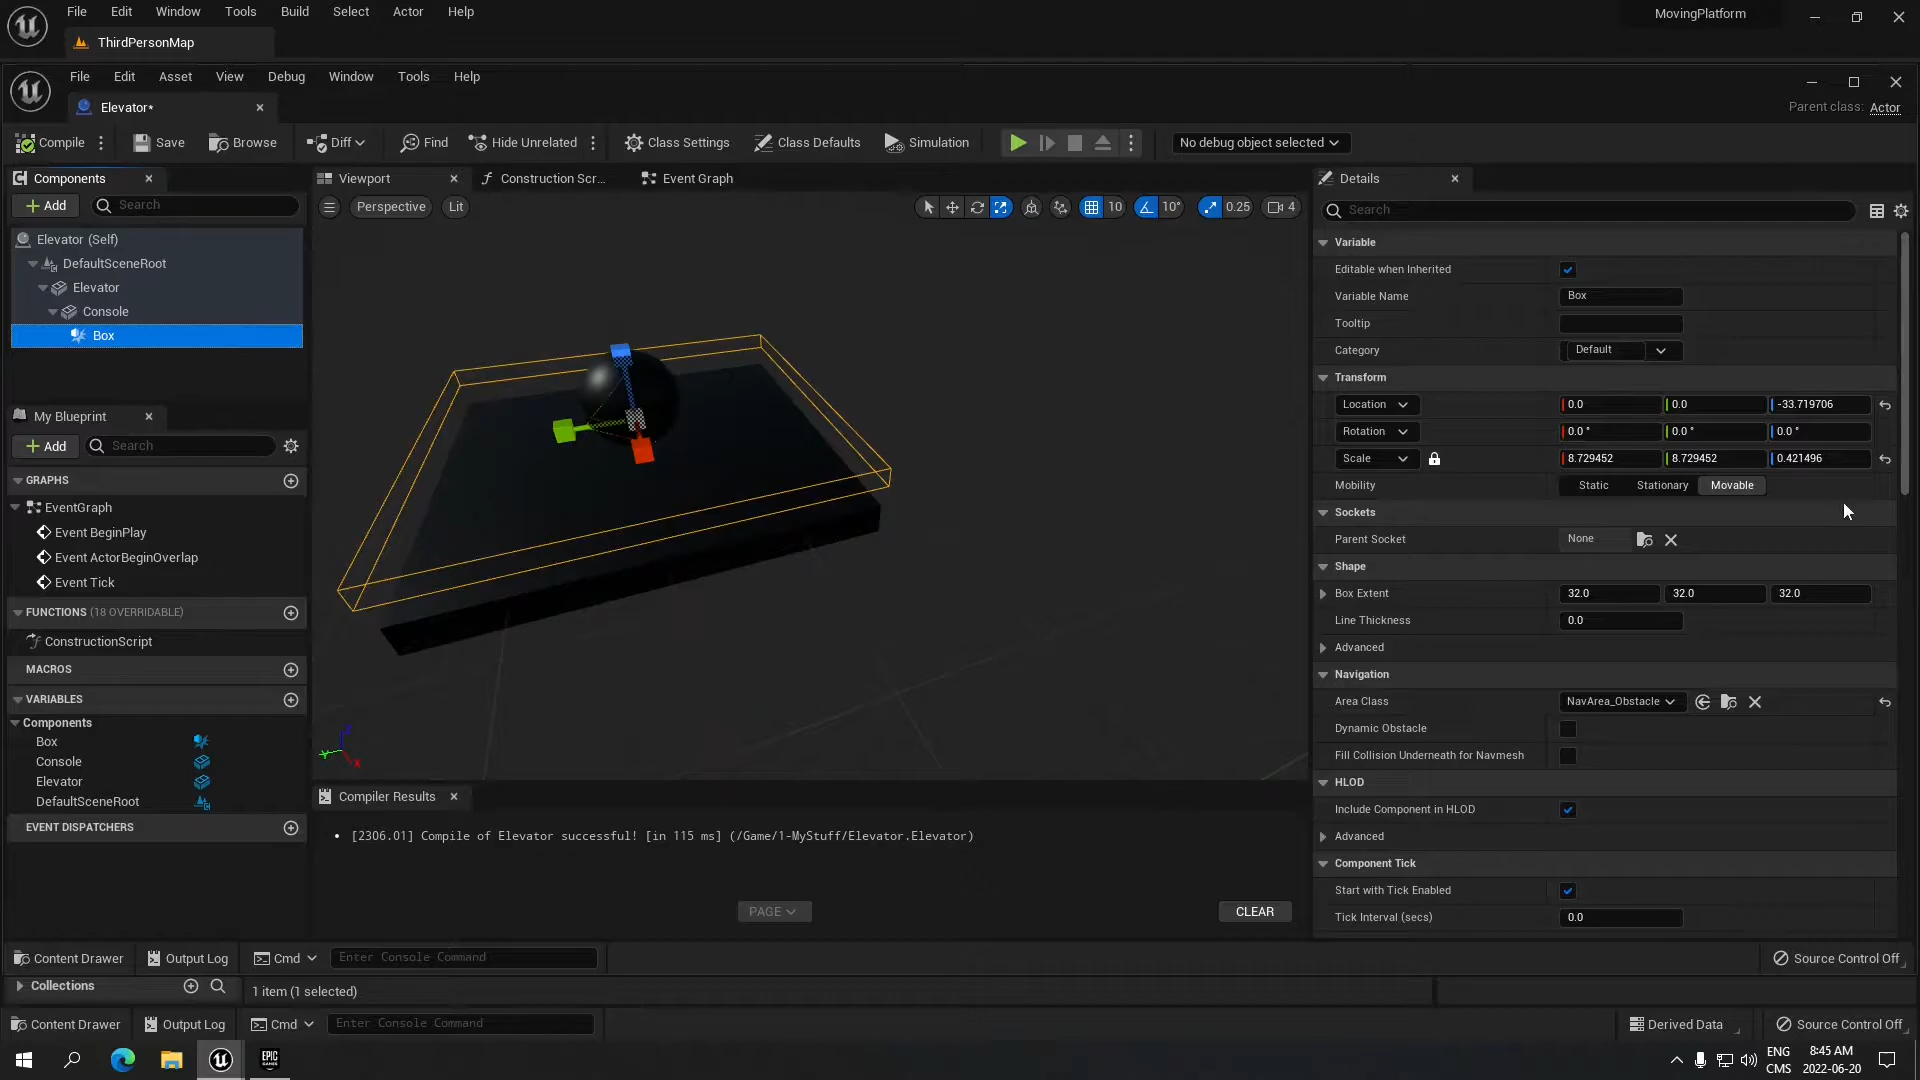 File Edit Window Tools Build Select Actor Help
MovingPlatform
ThirdPersonMap
File Edit Asset View Debug Window Tools Help
Elevator*
Parent class: Actor
Compile Save Browse Diff Find Hide Unrelated Class Settings Class Defaults Simulation No debug object selected
Components
Add Search
Elevator (Self)
DefaultSceneRoot
Elevator
Console
Box
My Blueprint
Add Search
GRAPHS
EventGraph
Event BeginPlay
Event ActorBeginOverlap
Event Tick
FUNCTIONS (18 OVERRIDABLE)
ConstructionScript
MACROS
VARIABLES
Components
Box
Console
Elevator
DefaultSceneRoot
EVENT DISPATCHERS
Viewport Construction Scr... Event Graph
Perspective Lit 10 10° 0.25 4
Compiler Results
[2306.01] Compile of Elevator successful! [in 115 ms] (/Game/1-MyStuff/Elevator.Elevator)
PAGE CLEAR
Details
Search
Variable
Editable when Inherited
Variable Name Box
Tooltip
Category Default
Transform
Location 0.0 0.0 -33.719706
Rotation 0.0 ° 0.0 ° 0.0 °
Scale 8.729452 8.729452 0.421496
Mobility Static Stationary Movable
Sockets
Parent Socket None
Shape
Box Extent 32.0 32.0 32.0
Line Thickness 0.0
Advanced
Navigation
Area Class NavArea_Obstacle
Dynamic Obstacle
Fill Collision Underneath for Navmesh
HLOD
Include Component in HLOD
Advanced
Component Tick
Start with Tick Enabled
Tick Interval (secs) 0.0
Content Drawer Output Log Cmd Enter Console Command Source Control Off
Collections 1 item (1 selected)
Content Drawer Output Log Cmd Enter Console Command Derived Data Source Control Off
EPIC GAMES
ENG 8:45 AM
CMS 2022-06-20